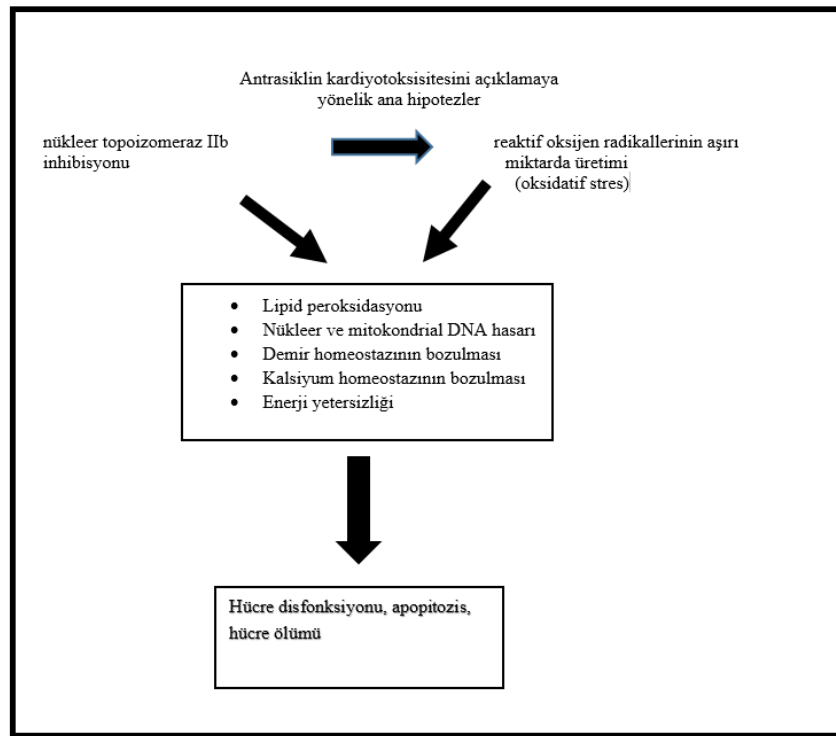 Antrasiklin kardiyotoksisitesini açıklamaya
yönelik ana hipotezler
nükleer topoizomeraz IIb
inhibisyonu
reaktif oksijen radikallerinin aşırı
miktarda üretimi
(oksidatif stres)
• Lipid peroksidasyonu
• Nükleer ve mitokondrial DNA hasarı
• Demir homeostazının bozulması
• Kalsiyum homeostazının bozulması
• Enerji yetersizliği
Hücre disfonksiyonu, apopitozis,
hücre ölümü